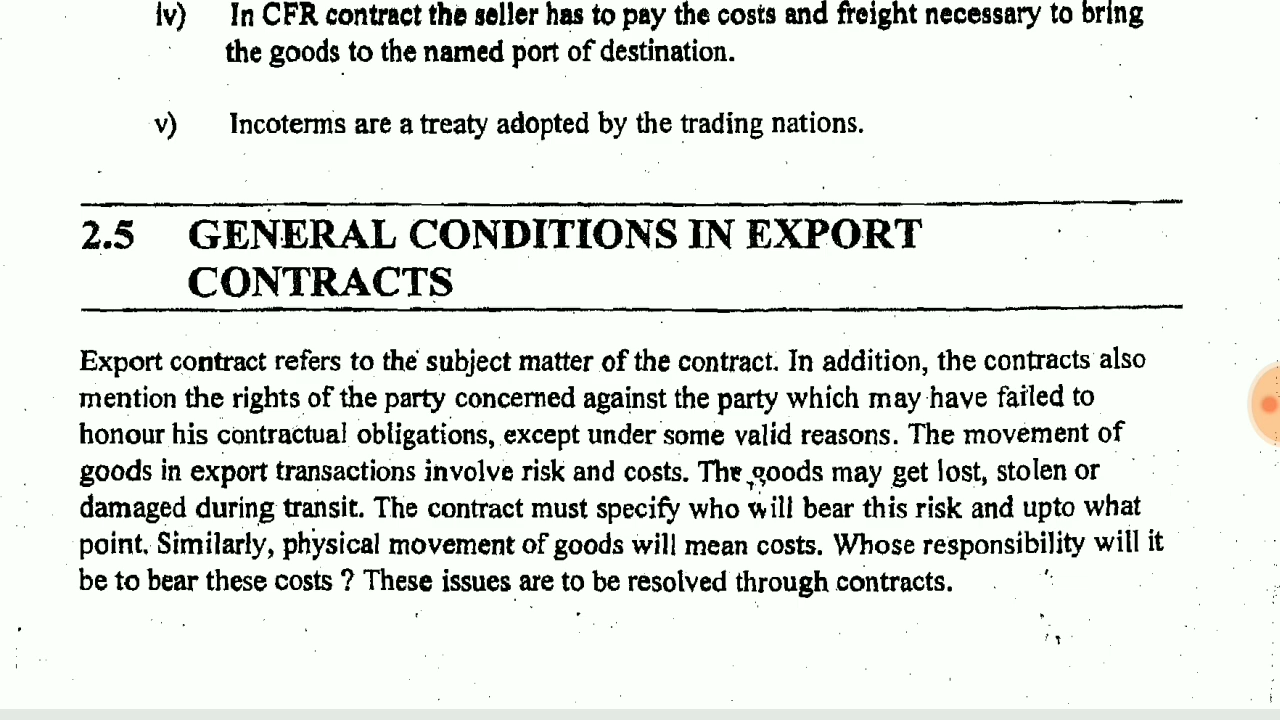 iv) In CFR contract the seller has to pay the costs and freight necessary to bring
the goods to the named port of destination.
v) Incoterms are a treaty adopted by the trading nations.
2.5 GENERAL CONDITIONS IN EXPORT
CONTRACTS
Export contract refers to the subject matter of the contract. In addition, the contracts also
mention the rights of the party concerned against the party which may have failed to
honour his contractual obligations, except under some valid reasons. The movement of
goods in export transactions involve risk and costs. The goods may get lost, stolen or
damaged during transit. The contract must specify who will bear this risk and upto what
point. Similarly, physical movement of goods will mean costs. Whose responsibility will it
be to bear these costs ? These issues are to be resolved through contracts.